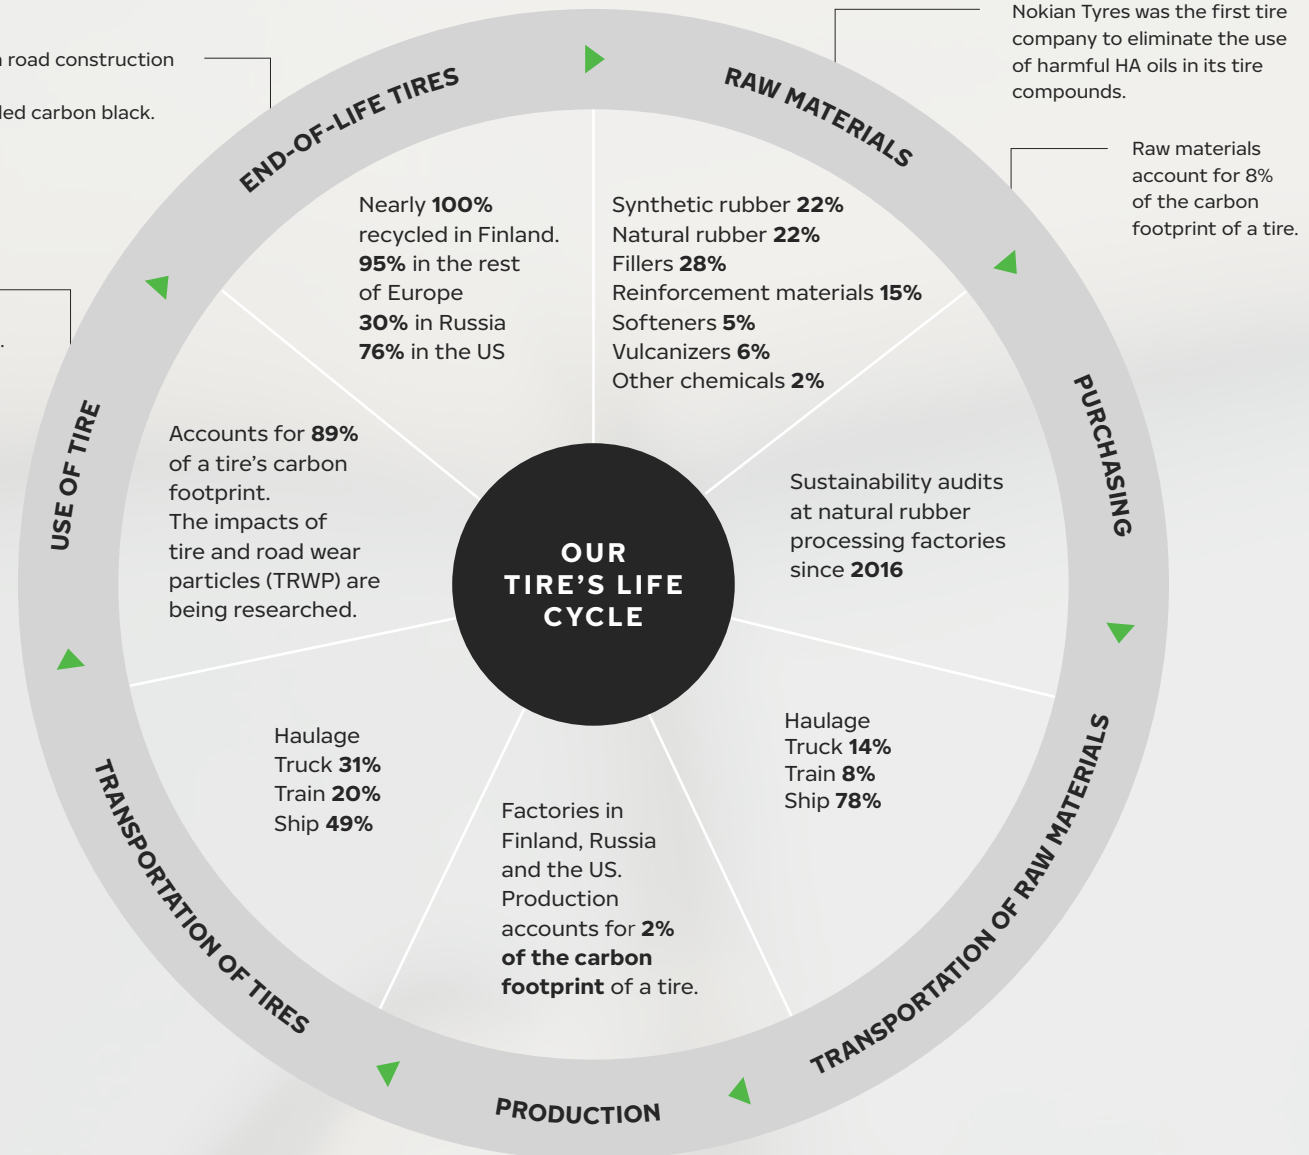 road construction
led carbon black.
.
Nokian Tyres was the first tire
company to eliminate the use
of harmful HA oils in its tire
compounds.
Raw materials
account for 8%
of the carbon
footprint of a tire.
END-OF-LIFE TIRES
Nearly 100%
recycled in Finland.
95% in the rest
of Europe
30% in Russia
76% in the US
RAW MATERIALS
Synthetic rubber 22%
Natural rubber 22%
Fillers 28%
Reinforcement materials 15%
Softeners 5%
Vulcanizers 6%
Other chemicals 2%
PURCHASING
Sustainability audits
at natural rubber
processing factories
since 2016
TRANSPORTATION OF RAW MATERIALS
Haulage
Truck 14%
Train 8%
Ship 78%
PRODUCTION
Factories in
Finland, Russia
and the US.
Production
accounts for 2%
of the carbon
footprint of a tire.
TRANSPORTATION OF TIRES
Haulage
Truck 31%
Train 20%
Ship 49%
USE OF TIRE
Accounts for 89%
of a tire's carbon
footprint.
The impacts of
tire and road wear
particles (TRWP) are
being researched.
OUR
TIRE'S LIFE
CYCLE